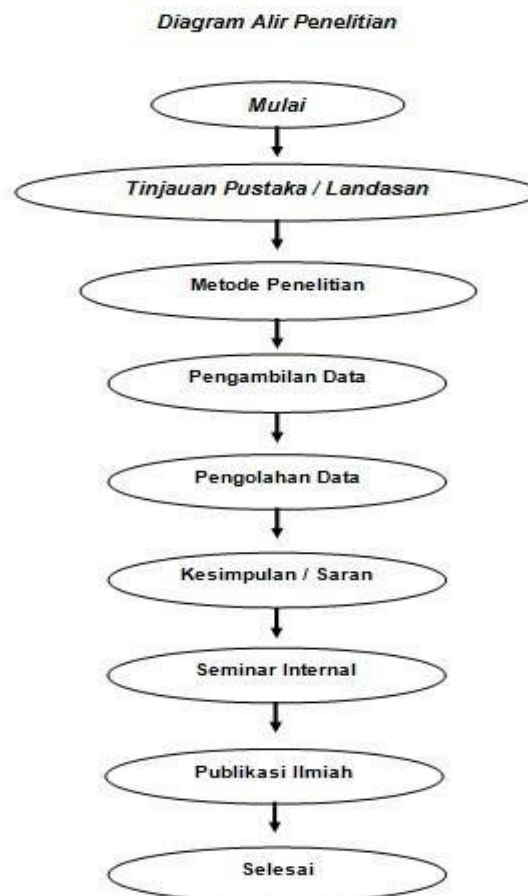 Diagram Alir Penelitian
Mulai
Tinjauan Pustaka / Landasan
Metode Penelitian
Pengambilan Data
Pengolahan Data
Kesimpulan / Saran
Seminar Internal
Publikasi Ilmiah
Selesai